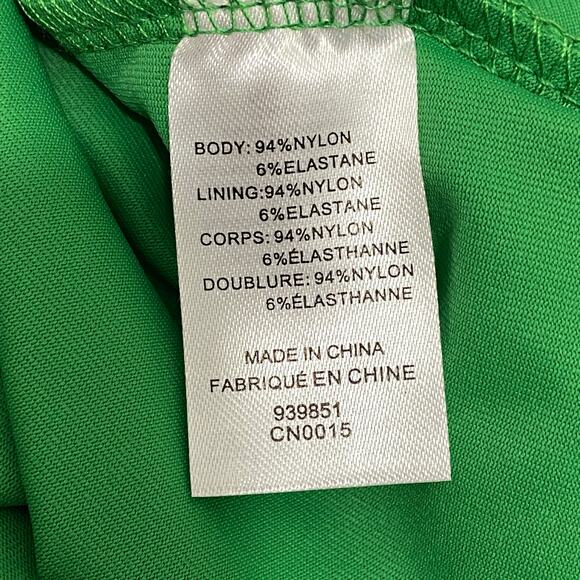 BODY: 94%NYLON
6%ELASTANE
LINING:94%NYLON
6%ELASTANE
CORPS: 94%NYLON
6%ÉLASTHANNE
DOUBLURE: 94%NYLON
6%ÉLASTHANNE
MADE IN CHINA
FABRIQUÉ EN CHINE
939851
CN0015